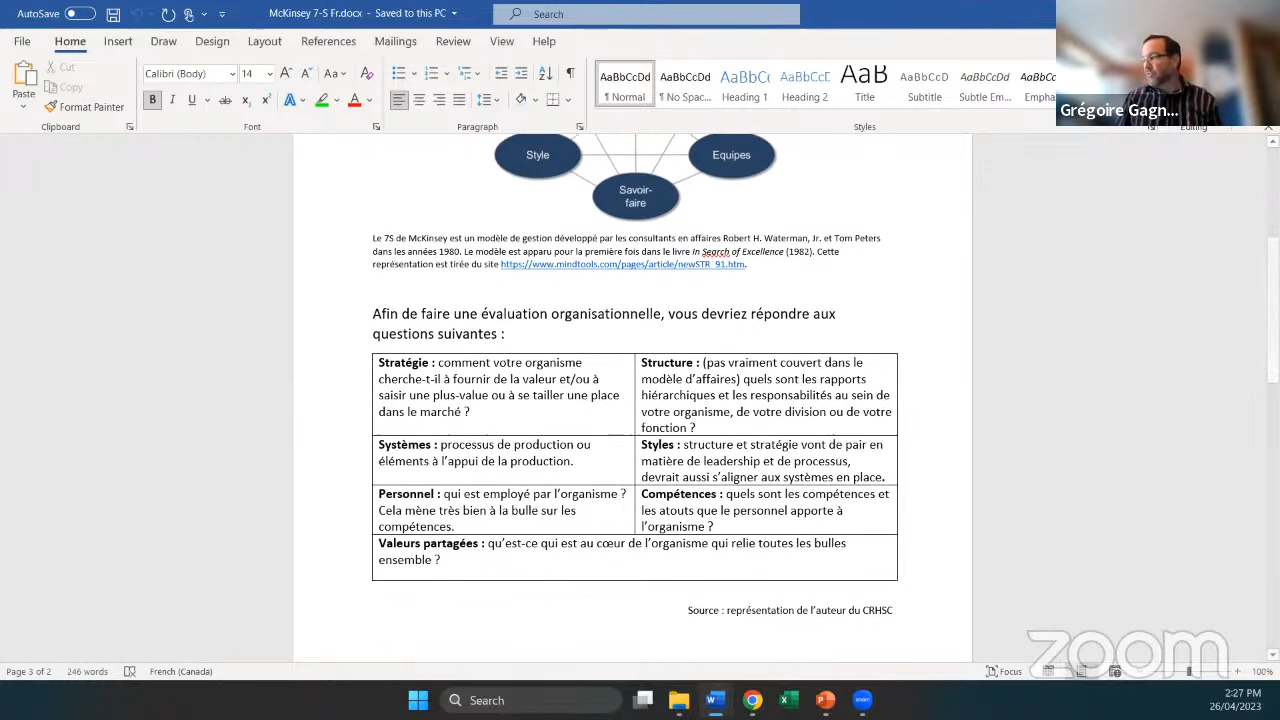 AutoSave Off McKinsey 7-S Fr.docx - Saved to this PC Search
File Home Insert Draw Design Layout References Mailings Review View Help
Paste Cut Copy Format Painter
Calibri (Body) 14
AaBbCcDd AaBbCcDd AaBbC AaBbCcE AaB AaBbCcD AaBbCcDd AaBbCcDd
Normal No Spac... Heading 1 Heading 2 Title Subtitle Subtle Em... Empha
Clipboard Font Paragraph Styles Editing
Grégoire Gagn...
Style
Equipes
Savoir-
faire
Le 7S de McKinsey est un modèle de gestion développé par les consultants en affaires Robert H. Waterman, Jr. et Tom Peters
dans les années 1980. Le modèle est apparu pour la première fois dans le livre In Search of Excellence (1982). Cette
représentation est tirée du site https://www.mindtools.com/pages/article/newSTR_91.htm.
Afin de faire une évaluation organisationnelle, vous devriez répondre aux
questions suivantes :
Stratégie : comment votre organisme
cherche-t-il à fournir de la valeur et/ou à
saisir une plus-value ou à se tailler une place
dans le marché ?
Structure : (pas vraiment couvert dans le
modèle d’affaires) quels sont les rapports
hiérarchiques et les responsabilités au sein de
votre organisme, de votre division ou de votre
fonction ?
Systèmes : processus de production ou
éléments à l’appui de la production.
Styles : structure et stratégie vont de pair en
matière de leadership et de processus,
devrait aussi s’aligner aux systèmes en place.
Personnel : qui est employé par l’organisme ?
Cela mène très bien à la bulle sur les
compétences.
Compétences : quels sont les compétences et
les atouts que le personnel apporte à
l’organisme ?
Valeurs partagées : qu’est-ce qui est au cœur de l’organisme qui relie toutes les bulles
ensemble ?
Source : représentation de l’auteur du CRHSC
zoom
Page 3 of 2 246 words French (Canada) Focus 100%
Search
zoom
2:27 PM
26/04/2023